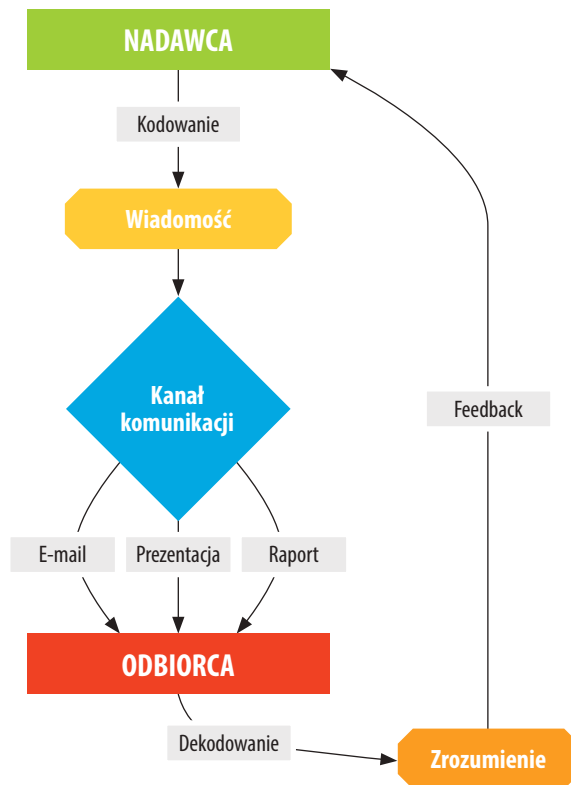 NADAWCA
Kodowanie
Wiadomość
Kanał
komunikacji
Feedback
E-mail
Prezentacja
Raport
ODBIORCA
Dekodowanie
Zrozumienie